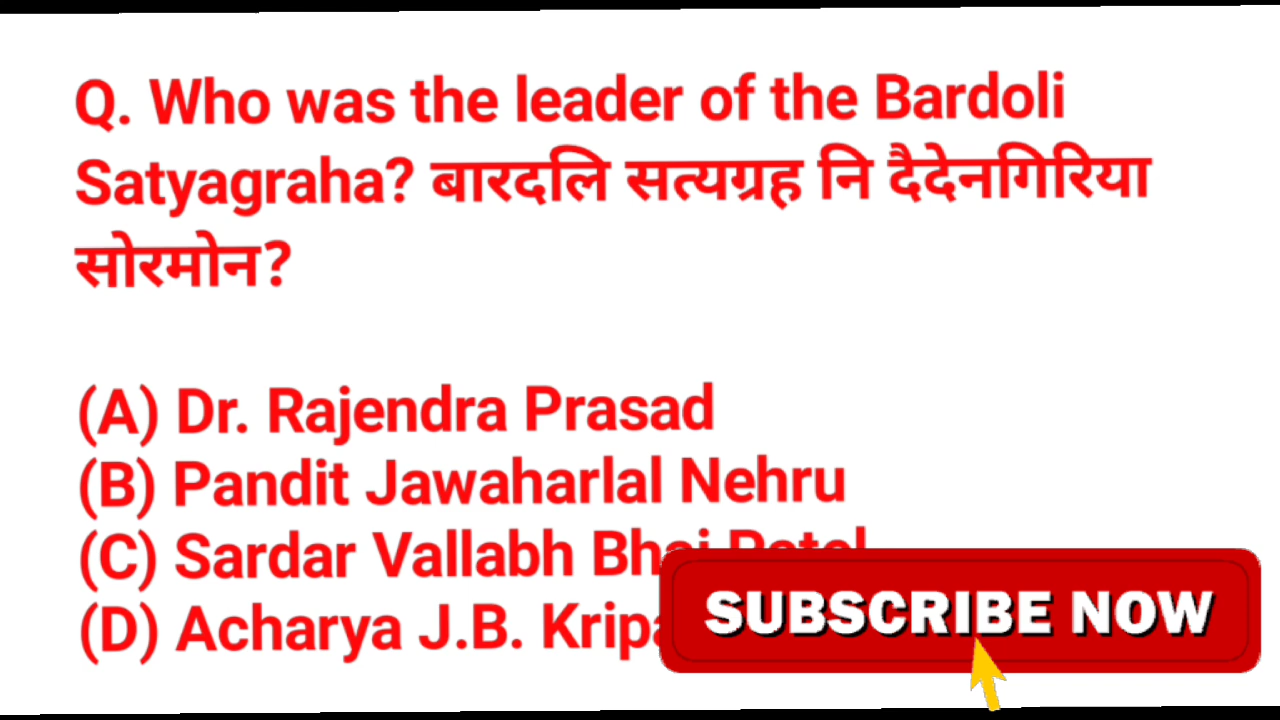 Q. Who was the leader of the Bardoli
Satyagraha? बारदलि सत्यग्रह नि दैदेनगिरिया
सोरमोन?
(A) Dr. Rajendra Prasad
(B) Pandit Jawaharlal Nehru
(C) Sardar Vallabh Bhai Patel
(D) Acharya J.B.
SUBSCRIBE NOW